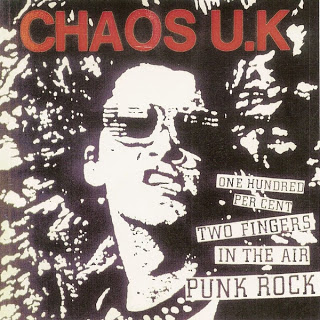 CHAOS U.K
ONE HUNDRED
PER CENT
TWO FINGERS
IN THE AIR
PUNK ROCK